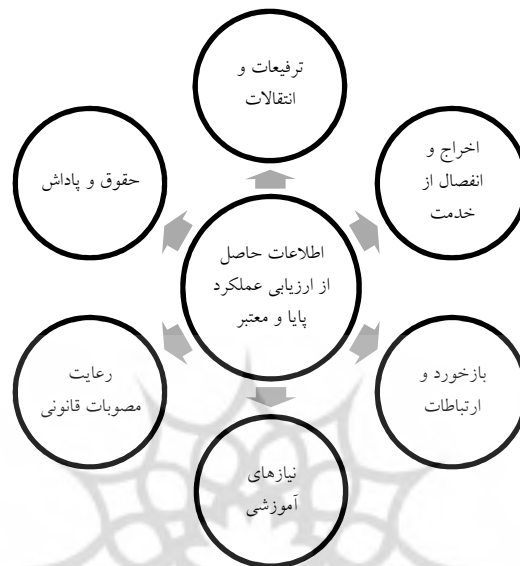 ترفیعات و
انتقالات
اخراج و
انفصال از
خدمت
حقوق و پاداش
اطلاعات حاصل
از ارزیابی عملکرد
پایا و معتبر
بازخورد و
ارتباطات
رعایت
مصوبات قانونی
نیازهای
آموزشی